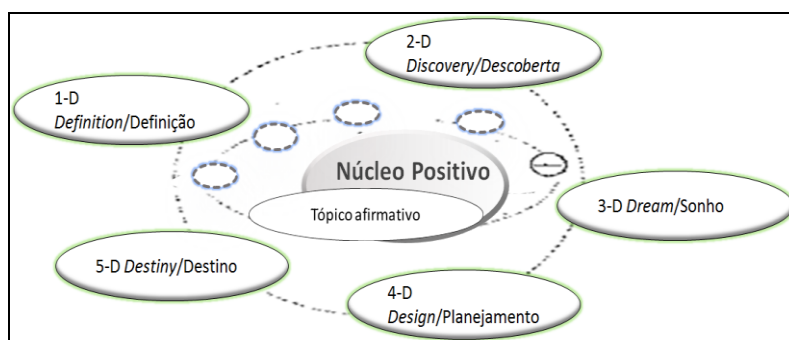 1-D
Definition/Definição
2-D
Discovery/Descoberta
Núcleo Positivo
Tópico afirmativo
3-D Dream/Sonho
4-D
Design/Planejamento
5-D Destiny/Destino